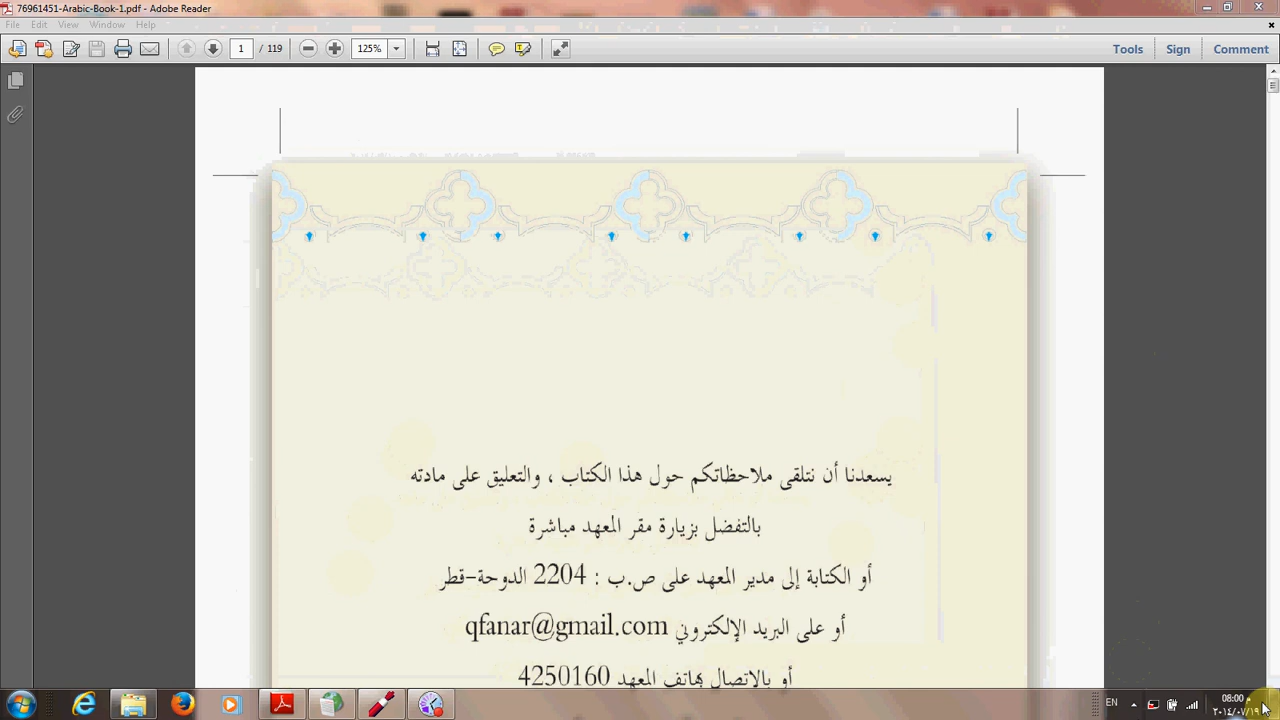 76961451-Arabic-Book-1.pdf - Adobe Reader
File Edit View Window Help
1 / 119 125% Tools Sign Comment
يسعدنا أن نتلقى ملاحظاتكم حول هذا الكتاب ، والتعليق على مادته
بالتفضل بزيارة مقر المعهد مباشرة
أو الكتابة إلى مدير المعهد على ص.ب : 2204 الدوحة-قطر
أو على البريد الإلكتروني qfanar@gmail.com
أو بالاتصال بهاتف المعهد 4250160
EN 08:00
٢٠١٤/٠٧/١٩